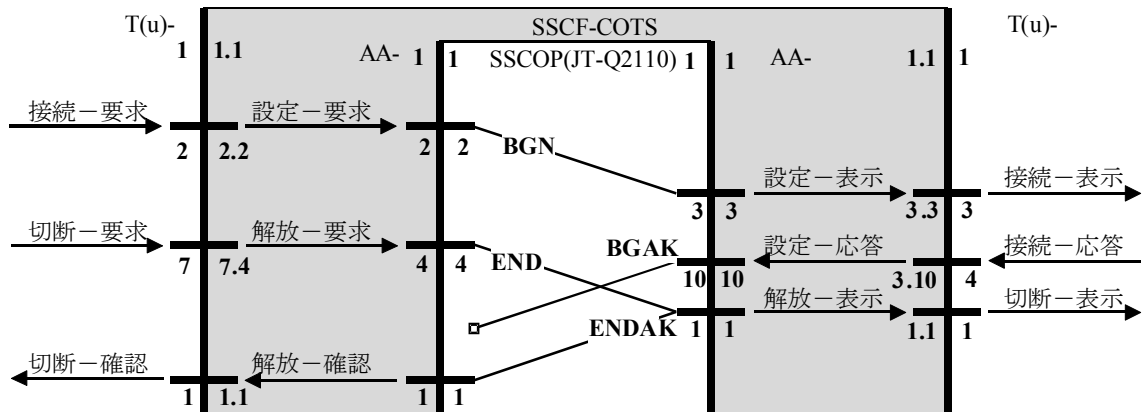 T(u)- SSCF-COTS T(u)-
1 1.1 AA- 1 1 SSCOP(JT-Q2110) 1 1 AA- 1.1 1
接続－要求 設定－要求
2 2.2 2 2 BGN
設定－表示 接続－表示
3 3 3.3 3
切断－要求 解放－要求 BGAK 設定－応答 接続－応答
7 7.4 4 4 END 10 10 3.10 4
解放－表示 切断－表示
ENDAK 1 1 1.1 1
切断－確認 解放－確認
1 1.1 1 1